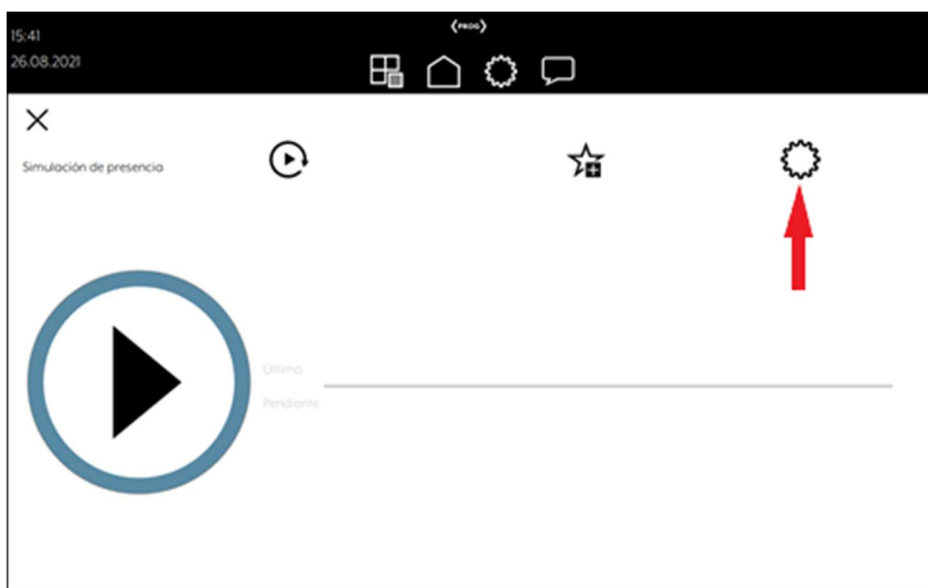 15:41
PROG
26.08.2021
Simulación de presencia
Último
Pendiente